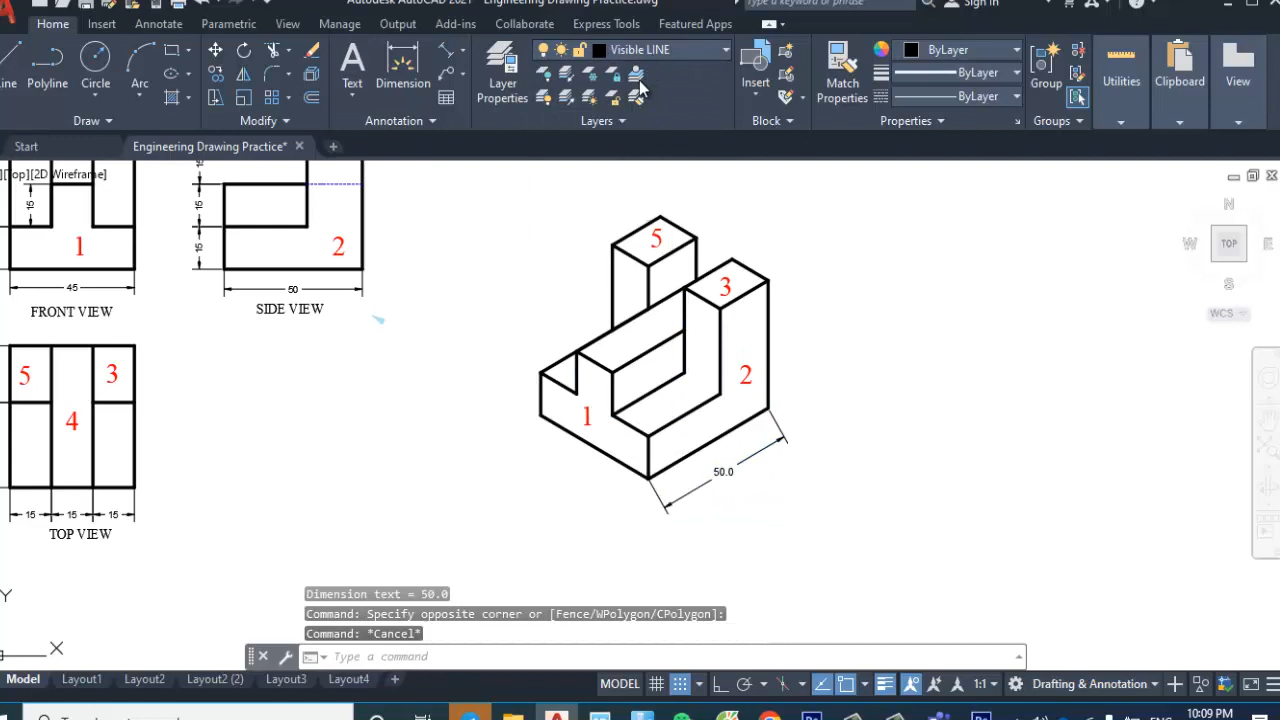 Autodesk AutoCAD 2021 Engineering Drawing Practice.dwg
Type a keyword or phrase
Sign In
Home Insert Annotate Parametric View Manage Output Add-ins Collaborate Express Tools Featured Apps
Line Polyline Circle Arc
Text Dimension
Layer Properties
Visible LINE
Insert
Match Properties
ByLayer
ByLayer
ByLayer
Group
Utilities
Clipboard
View
Draw Modify Annotation Layers Block Properties Groups
Start Engineering Drawing Practice*
][Top][2D Wireframe]
15
1
45
FRONT VIEW
15
15
15
2
50
SIDE VIEW
5 3
4
15 15 15
TOP VIEW
5
3
2
1
50.0
N
W TOP E
S
WCS
Y
X
Dimension text = 50.0
Command: Specify opposite corner or [Fence/WPolygon/CPolygon]:
Command: *Cancel*
Type a command
Model Layout1 Layout2 Layout2 (2) Layout3 Layout4
MODEL 1:1 Drafting & Annotation
ENG 10:09 PM